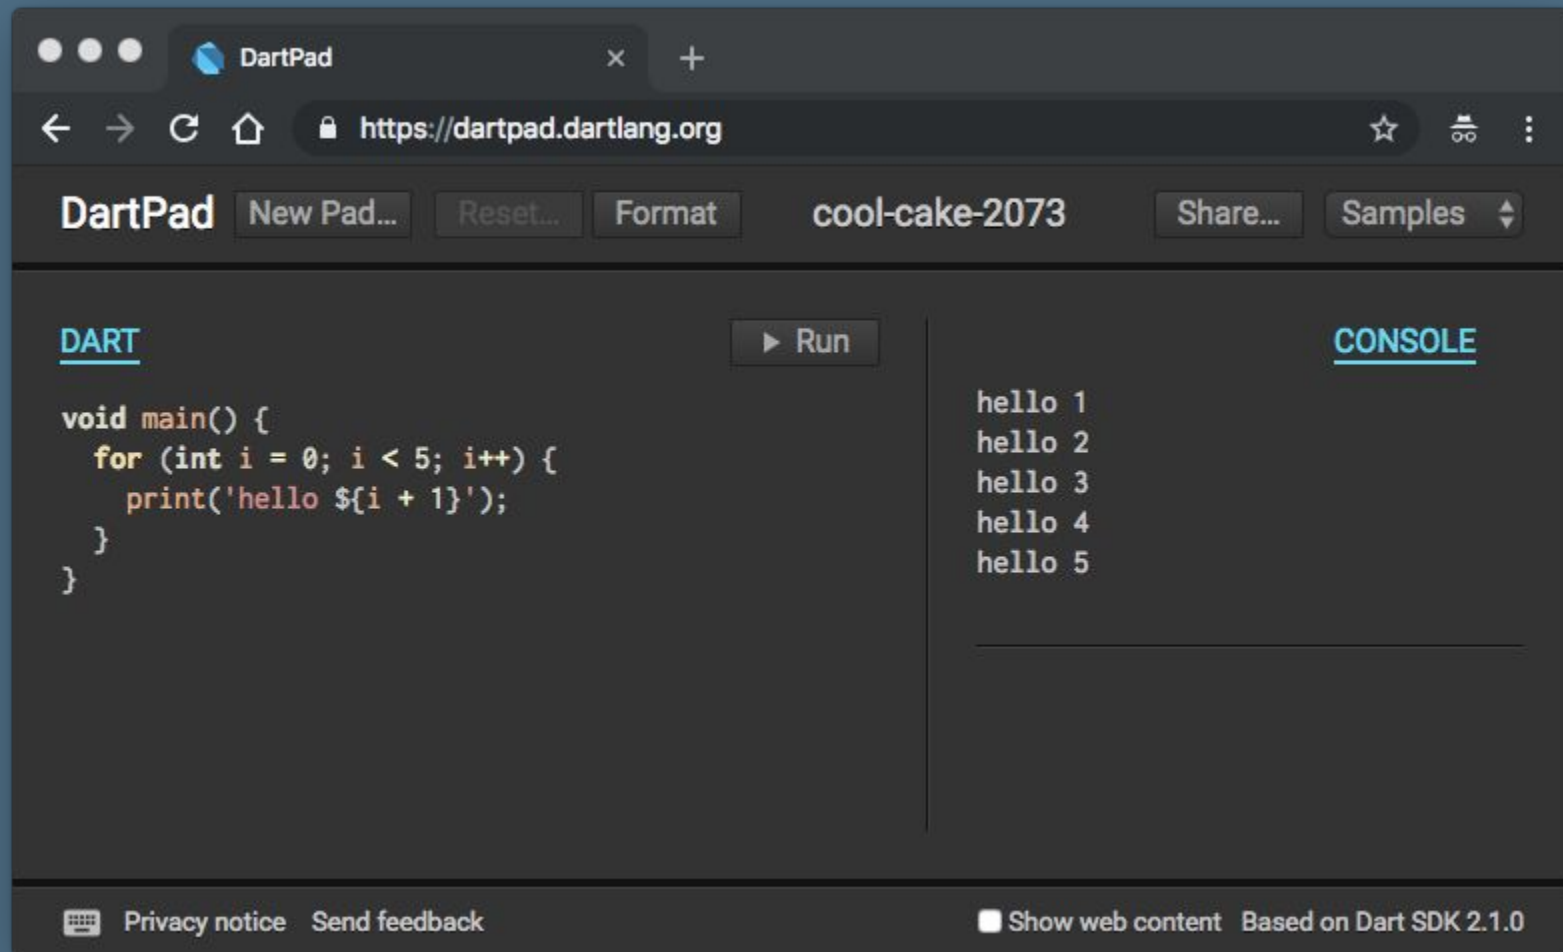 DartPad
https://dartpad.dartlang.org
DartPad New Pad... Reset... Format cool-cake-2073 Share... Samples
DART Run
void main() {
  for (int i = 0; i < 5; i++) {
    print('hello ${i + 1}');
  }
}
CONSOLE
hello 1
hello 2
hello 3
hello 4
hello 5
Privacy notice Send feedback Show web content Based on Dart SDK 2.1.0